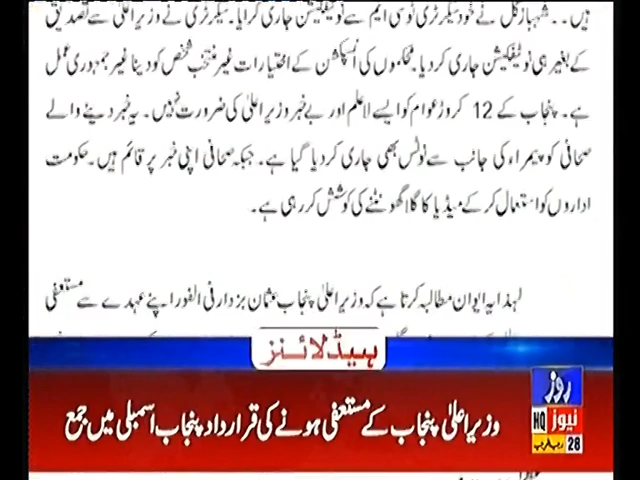 ہیں۔۔ شہباز گل نے خود سیکرٹری ٹو سی ایم سے نوٹیفکیشن جاری کرایا۔ سیکرٹری نے وزیر اعلیٰ سے تصدیق
کے بغیر ہی نوٹیفکیشن جاری کر دیا۔ محکموں کی انسپکشن کے اختیارات غیر منتخب شخص کو دینا غیر جمہوری عمل
ہے۔ پنجاب کے 12 کروڑ عوام کو ایسے لاعلم اور بے خبر وزیر اعلیٰ کی ضرورت نہیں۔ یہ خبر دینے والے
صحافی کو پیمراء کی جانب سے نوٹس بھی جاری کر دیا گیا ہے۔ جبکہ صحافی اپنی خبر پر قائم ہیں۔ حکومت
اداروں کو استعمال کر کے میڈیا کا گلا گھونٹنے کی کوشش کر رہی ہے۔
لہذا یہ ایوان مطالبہ کرتا ہے کہ وزیر اعلیٰ پنجاب عثمان بزدار فی الفور اپنے عہدے سے مستعفی
ہیڈلائنز
وزیراعلیٰ پنجاب کے مستعفی ہونے کی قرارداد پنجاب اسمبلی میں جمع
روز
نیوز HQ
28